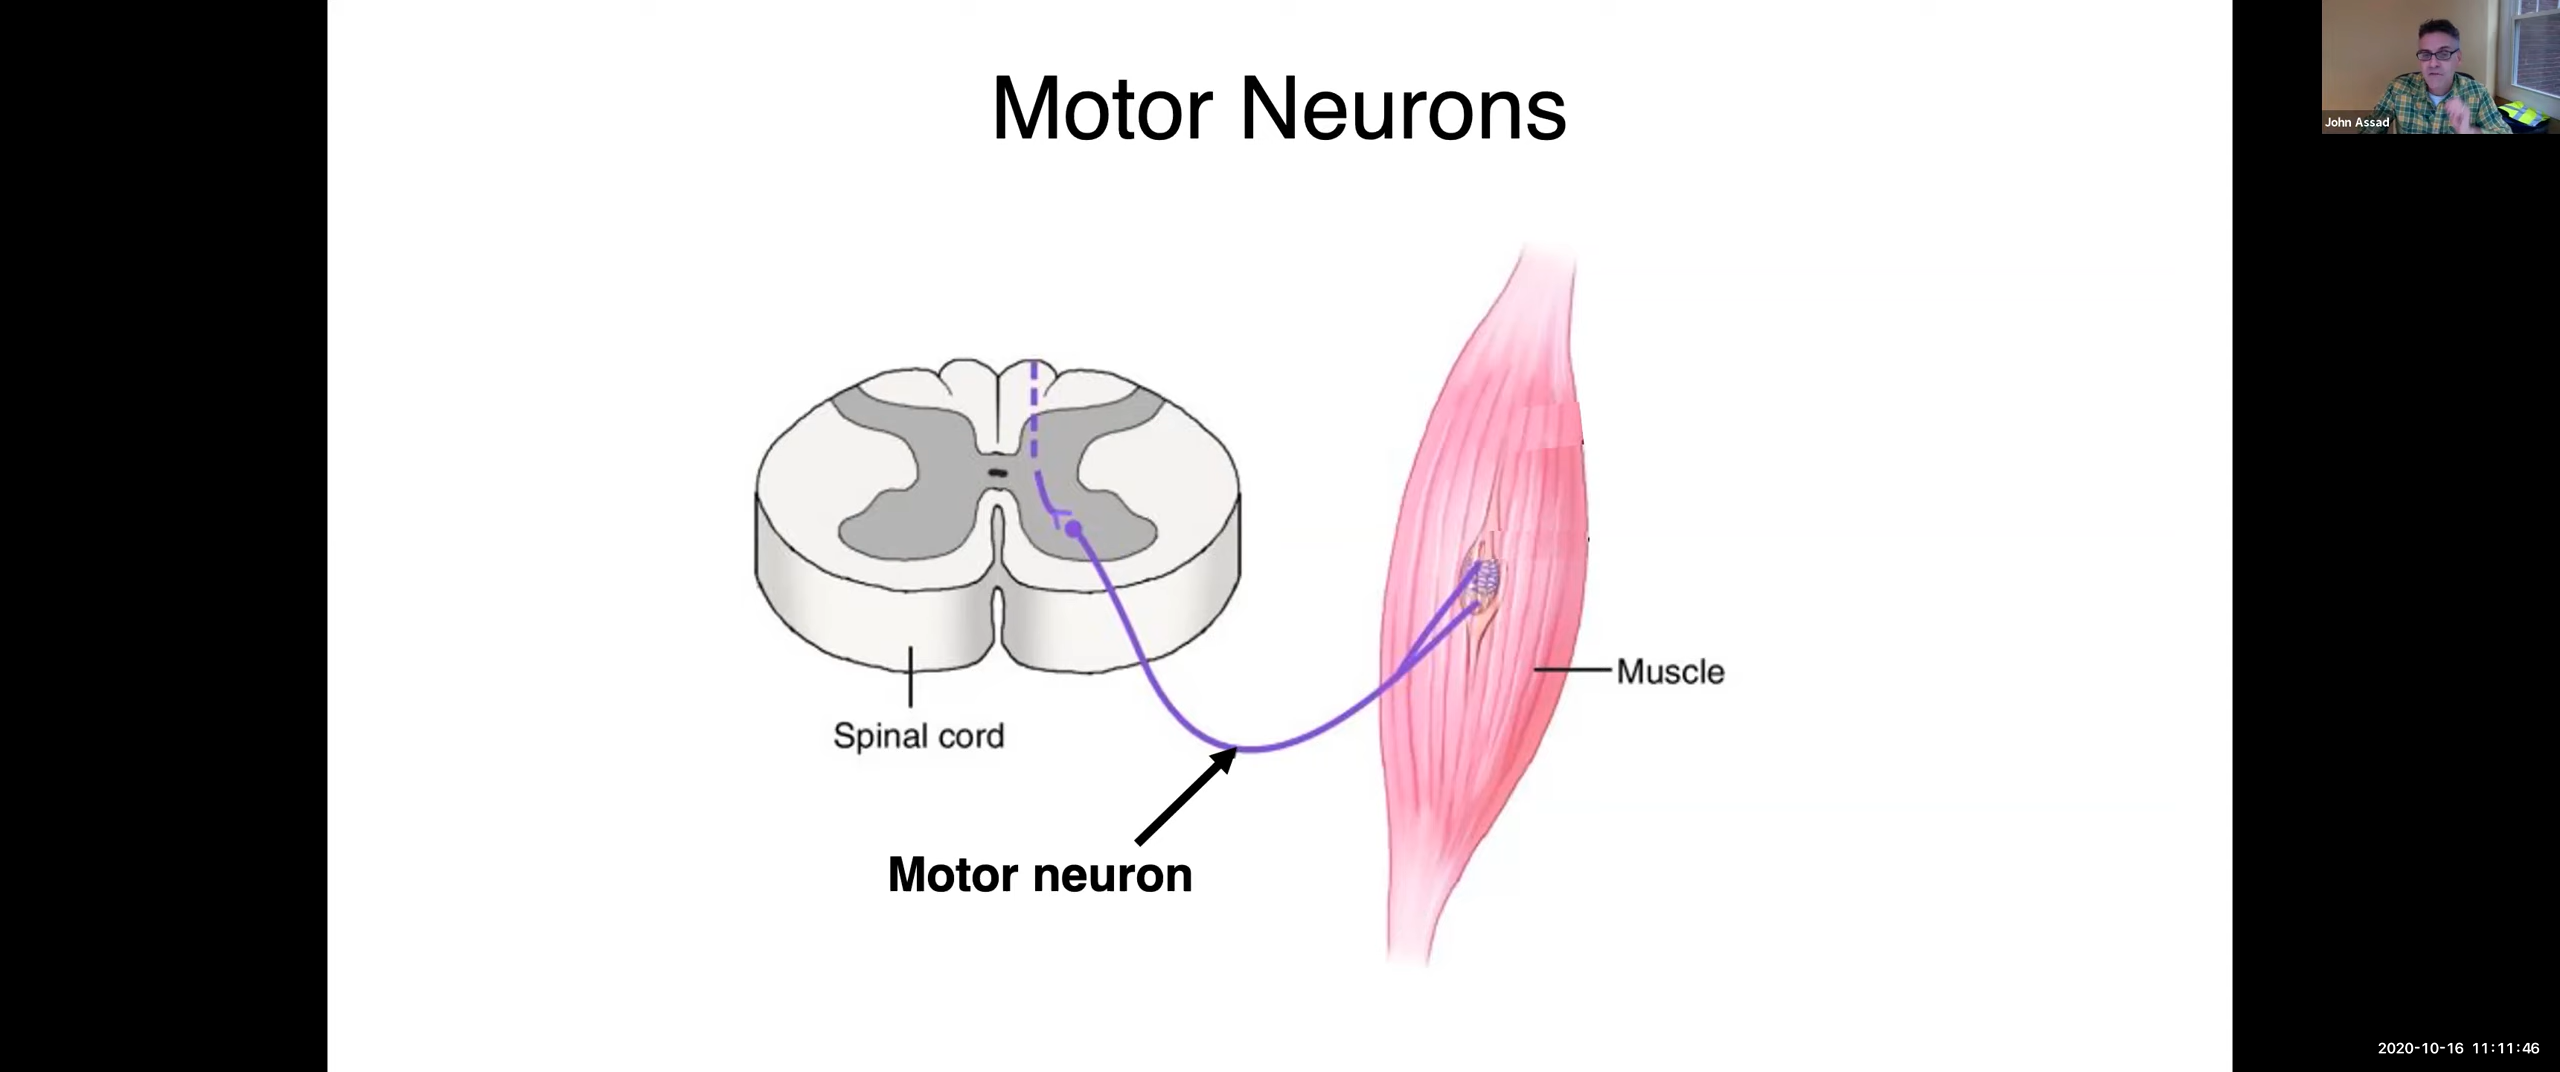 Motor Neurons
John Assad
Muscle
Spinal cord
Motor neuron
2020-10-16 11:11:46